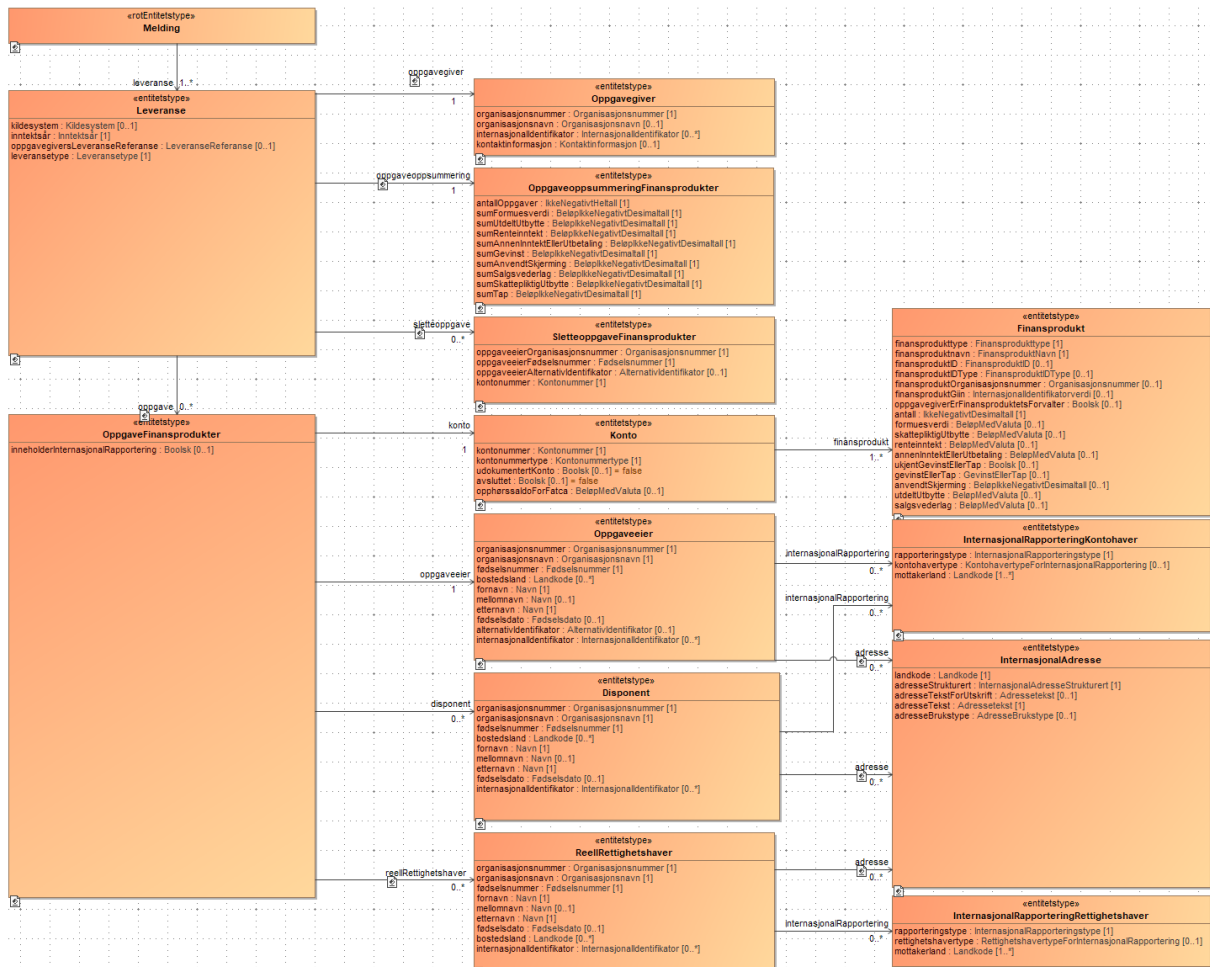 «rotEntitetstype»
Melding
leveranse 1..*
«entitetstype»
Leveranse
kildesystem : Kildesystem [0..1]
inntektsår : Inntektsår [1]
oppgavegiversLeveranseReferanse : LeveranseReferanse [0..1]
leveransetype : Leveransetype [1]
oppgavegiver
1
«entitetstype»
Oppgavegiver
organisasjonsnummer : Organisasjonsnummer [1]
organisasjonsnavn : Organisasjonsnavn [0..1]
internasjonalIdentifikator : InternasjonalIdentifikator [0..*]
kontaktinformasjon : Kontaktinformasjon [0..1]
oppgaveoppsummering
1
«entitetstype»
OppgaveoppsummeringFinansprodukter
antallOppgaver : IkkeNegativtHeltall [1]
sumFormuesverdi : BeløpIkkeNegativtDesimaltall [1]
sumUtdeltUtbytte : BeløpIkkeNegativtDesimaltall [1]
sumRenteinntekt : BeløpIkkeNegativtDesimaltall [1]
sumAnnenInntektEllerUtbetaling : BeløpIkkeNegativtDesimaltall [1]
sumGevinst : BeløpIkkeNegativtDesimaltall [1]
sumAnvendtSkjerming : BeløpIkkeNegativtDesimaltall [1]
sumSalgsvederlag : BeløpIkkeNegativtDesimaltall [1]
sumSkattepliktigUtbytte : BeløpIkkeNegativtDesimaltall [1]
sumTap : BeløpIkkeNegativtDesimaltall [1]
sletteoppgave
0..*
«entitetstype»
SletteoppgaveFinansprodukter
oppgaveeierOrganisasjonsnummer : Organisasjonsnummer [1]
oppgaveeierFødselsnummer : Fødselsnummer [1]
oppgaveeierAlternativIdentifikator : AlternativIdentifikator [0..1]
kontonummer : Kontonummer [1]
oppgave 0..*
«entitetstype»
OppgaveFinansprodukter
inneholderInternasjonalRapportering : Boolsk [0..1]
konto
1
«entitetstype»
Konto
kontonummer : Kontonummer [1]
kontonummertype : Kontonummertype [1]
udokumentertKonto : Boolsk [0..1] = false
avsluttet : Boolsk [0..1] = false
opphørssaldoForFatca : BeløpMedValuta [0..1]
finansprodukt
1..*
«entitetstype»
Finansprodukt
finansprodukttype : Finansprodukttype [1]
finansproduktnavn : FinansproduktNavn [1]
finansproduktID : FinansproduktID [0..1]
finansproduktIDType : FinansproduktIDType [0..1]
finansproduktOrganisasjonsnummer : Organisasjonsnummer [0..1]
finansproduktGiin : InternasjonalIdentifikatorverdi [0..1]
oppgavegiverErFinansproduktetsForvalter : Boolsk [0..1]
antall : IkkeNegativtDesimaltall [1]
formuesverdi : BeløpMedValuta [0..1]
skattepliktigUtbytte : BeløpMedValuta [0..1]
renteinntekt : BeløpMedValuta [0..1]
annenInntektEllerUtbetaling : BeløpMedValuta [0..1]
ukjentGevinstEllerTap : Boolsk [0..1]
gevinstEllerTap : GevinstEllerTap [0..1]
anvendtSkjerming : BeløpIkkeNegativtDesimaltall [0..1]
utdeltUtbytte : BeløpMedValuta [0..1]
salgsvederlag : BeløpMedValuta [0..1]
oppgaveeier
1
«entitetstype»
Oppgaveeier
organisasjonsnummer : Organisasjonsnummer [1]
organisasjonsnavn : Organisasjonsnavn [1]
fødselsnummer : Fødselsnummer [1]
bostedsland : Landkode [0..*]
fornavn : Navn [1]
mellomnavn : Navn [0..1]
etternavn : Navn [1]
fødselsdato : Fødselsdato [0..1]
alternativIdentifikator : AlternativIdentifikator [0..1]
internasjonalIdentifikator : InternasjonalIdentifikator [0..*]
internasjonalRapportering
0..*
internasjonalRapportering
0..*
«entitetstype»
InternasjonalRapporteringKontohaver
rapporteringstype : InternasjonalRapporteringstype [1]
kontohavertype : KontohavertypeForInternasjonalRapportering [0..1]
mottakerland : Landkode [1..*]
adresse
0..*
«entitetstype»
InternasjonalAdresse
landkode : Landkode [1]
adresseStrukturert : InternasjonalAdresseStrukturert [1]
adresseTekstForUtskrift : Adressetekst [0..1]
adresseTekst : Adressetekst [1]
adresseBrukstype : AdresseBrukstype [0..1]
disponent
0..*
«entitetstype»
Disponent
organisasjonsnummer : Organisasjonsnummer [1]
organisasjonsnavn : Organisasjonsnavn [1]
fødselsnummer : Fødselsnummer [1]
bostedsland : Landkode [0..*]
fornavn : Navn [1]
mellomnavn : Navn [0..1]
etternavn : Navn [1]
fødselsdato : Fødselsdato [0..1]
internasjonalIdentifikator : InternasjonalIdentifikator [0..*]
adresse
0..*
reellRettighetshaver
0..*
«entitetstype»
ReellRettighetshaver
organisasjonsnummer : Organisasjonsnummer [1]
organisasjonsnavn : Organisasjonsnavn [1]
fødselsnummer : Fødselsnummer [1]
fornavn : Navn [1]
mellomnavn : Navn [0..1]
etternavn : Navn [1]
fødselsdato : Fødselsdato [0..1]
bostedsland : Landkode [0..*]
internasjonalIdentifikator : InternasjonalIdentifikator [0..*]
adresse
0..*
internasjonalRapportering
0..*
«entitetstype»
InternasjonalRapporteringRettighetshaver
rapporteringstype : InternasjonalRapporteringstype [1]
rettighetshavertype : RettighetshavertypeForInternasjonalRapportering [0..1]
mottakerland : Landkode [1..*]